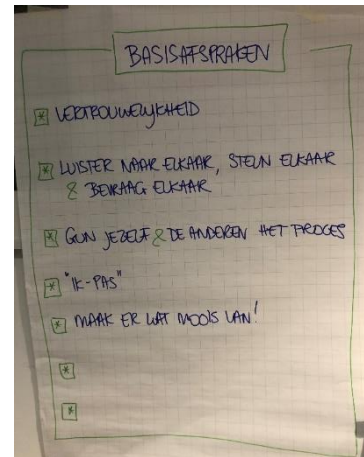 BASISAFSPRAKEN
* VERTROUWELIJKHEID
* LUISTER NAAR ELKAAR, STEUN ELKAAR
& BEVRAAG ELKAAR
* GUN JEZELF & DE ANDEREN HET PROCES
* "IK-PAS"
* MAAK ER WAT MOOIS VAN!
*
*